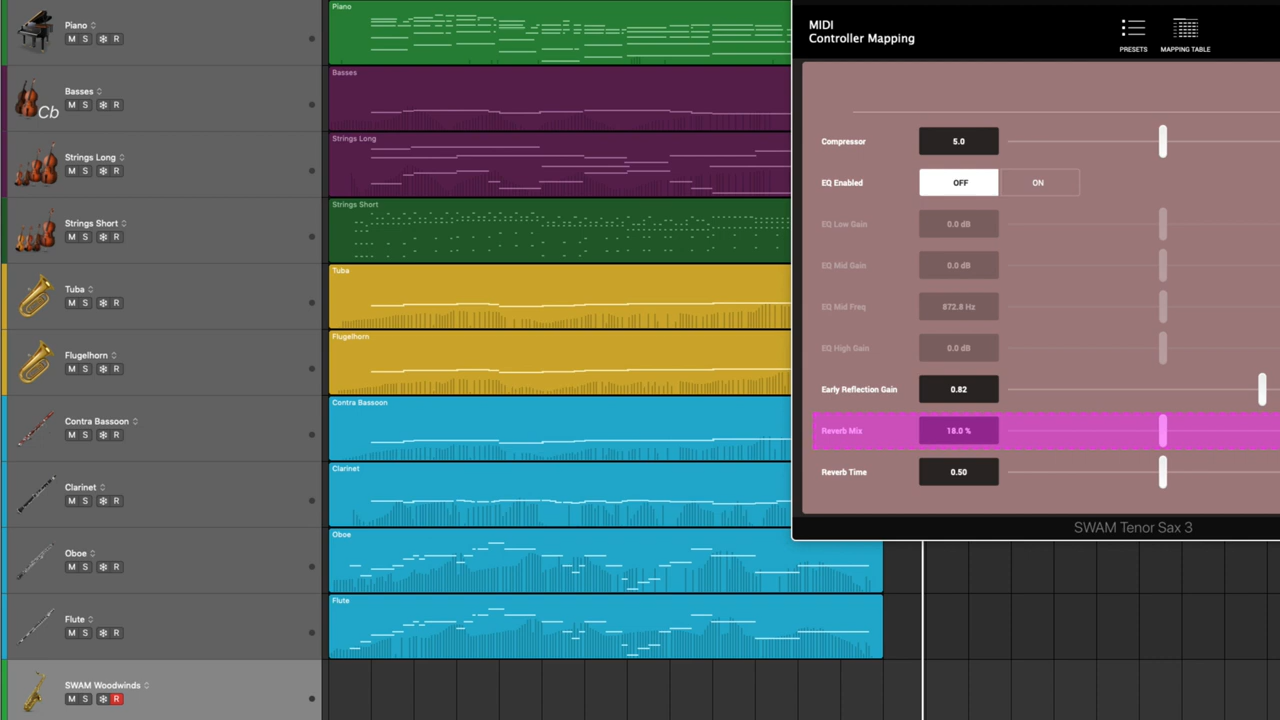 Piano
M S R
Basses
Cb
M S R
Strings Long
M S R
Strings Short
M S R
Tuba
M S R
Flugelhorn
M S R
Contra Bassoon
M S R
Clarinet
M S R
Oboe
M S R
Flute
M S R
SWAM Woodwinds
M S R
Piano
Basses
Strings Long
Strings Short
Tuba
Flugelhorn
Contra Bassoon
Clarinet
Oboe
Flute
MIDI
Controller Mapping
PRESETS
MAPPING TABLE
Compressor 5.0
EQ Enabled OFF ON
EQ Low Gain 0.0 dB
EQ Mid Gain 0.0 dB
EQ Mid Freq 872.8 Hz
EQ High Gain 0.0 dB
Early Reflection Gain 0.82
Reverb Mix 18.0 %
Reverb Time 0.50
SWAM Tenor Sax 3